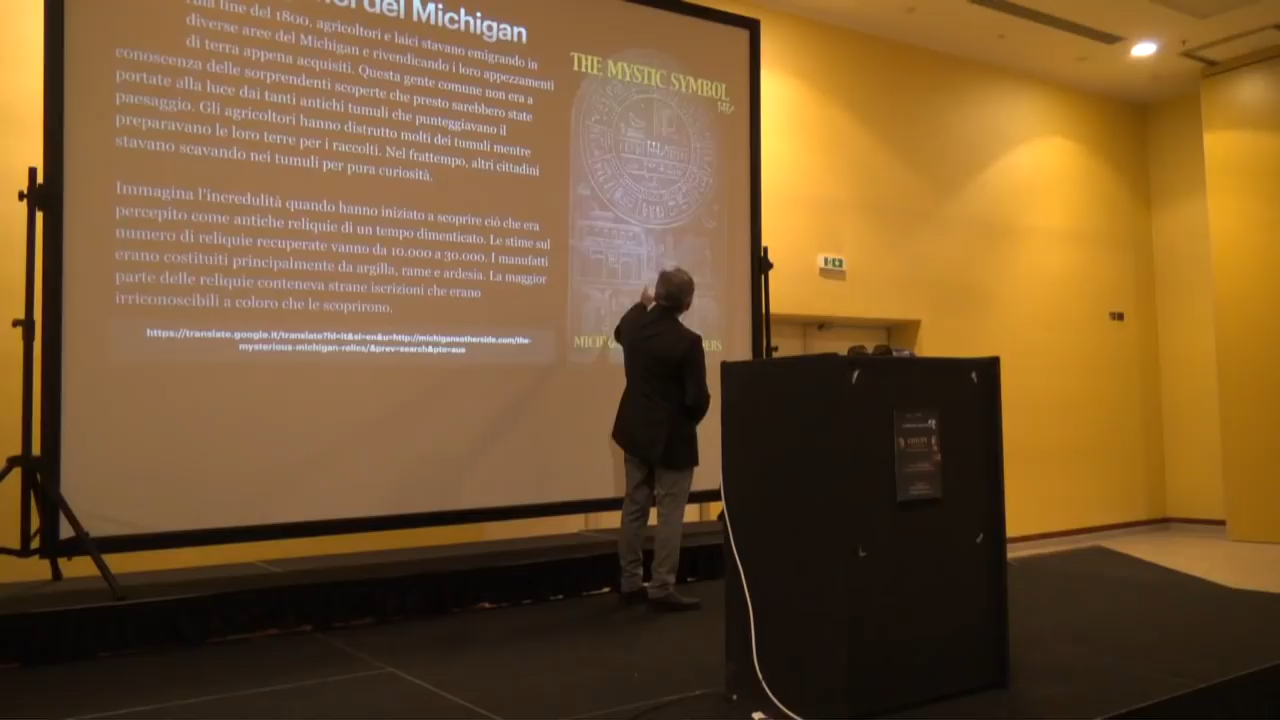 del Michigan
fine del 1800, agricoltori e laici stavano emigrando in
diverse aree del Michigan e rivendicando i loro appezzamenti
di terra appena acquisiti. Questa gente comune non era a
conoscenza delle sorprendenti scoperte che presto sarebbero state
portate alla luce dai tanti antichi tumuli che punteggiavano il
paesaggio. Gli agricoltori hanno distrutto molti dei tumuli mentre
preparavano le loro terre per i raccolti. Nel frattempo, altri cittadini
stavano scavando nei tumuli per pura curiosità.
Immagina l'incredulità quando hanno iniziato a scoprire ciò che era
percepito come antiche reliquie di un tempo dimenticato. Le stime sul
numero di reliquie recuperate vanno da 10.000 a 30.000. I manufatti
erano costituiti principalmente da argilla, rame e ardesia. La maggior
parte delle reliquie conteneva strane iscrizioni che erano
irriconoscibili a coloro che le scoprirono.
https://translate.google.it/translate?hl=it&sl=en&u=http://michigansotherside.com/the-
mysterious-michigan-relics/&prev=search&pto=aue
THE MYSTIC SYMBOL